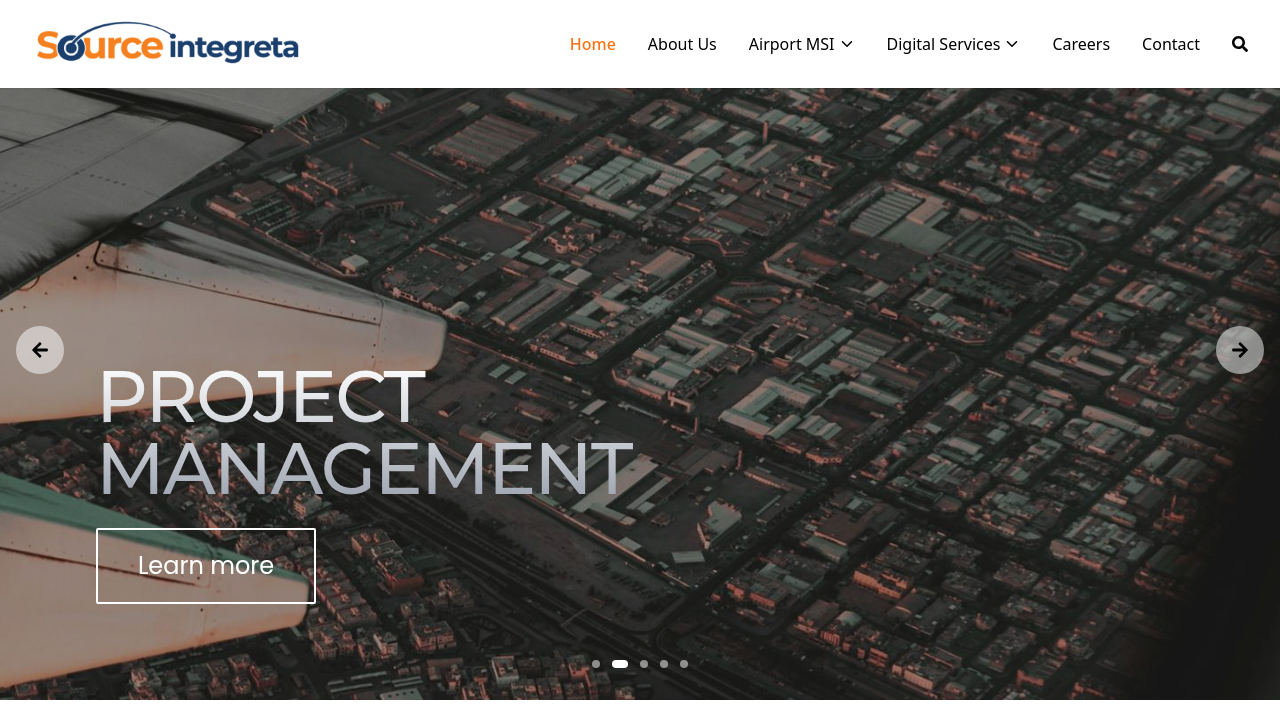 Source integreta
Home
About Us
Airport MSI
Digital Services
Careers
Contact
PROJECT
MANAGEMENT
Learn more